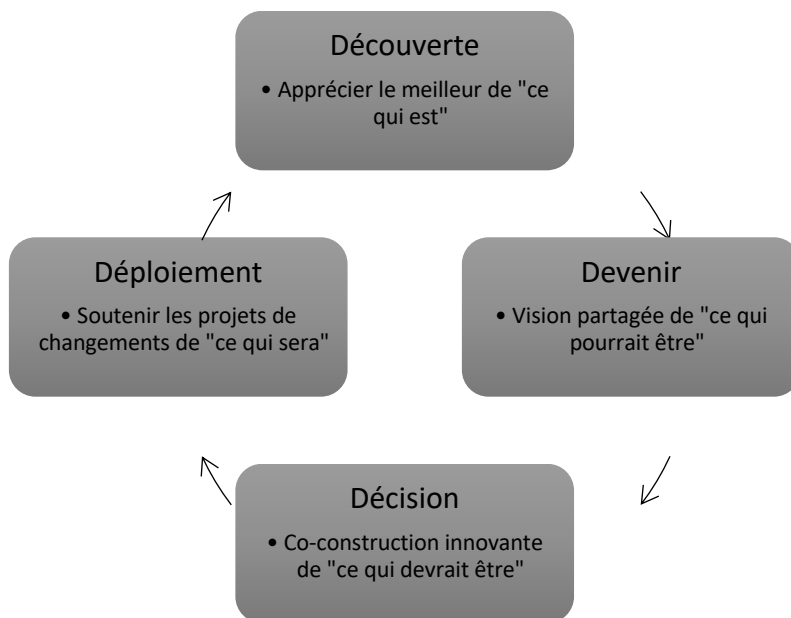 Découverte
• Apprécier le meilleur de "ce
qui est"
Devenir
• Vision partagée de "ce qui
pourrait être"
Décision
• Co-construction innovante
de "ce qui devrait être"
Déploiement
• Soutenir les projets de
changements de "ce qui sera"